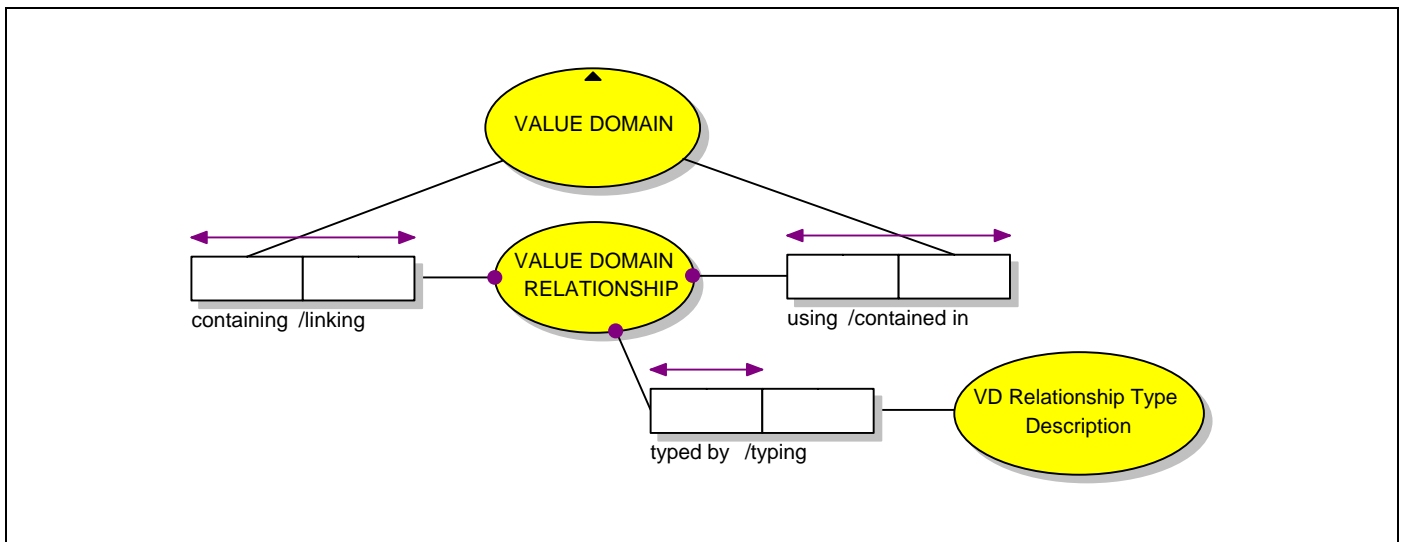 VALUE DOMAIN
VALUE DOMAIN
RELATIONSHIP
containing /linking
using /contained in
VD Relationship Type
Description
typed by /typing